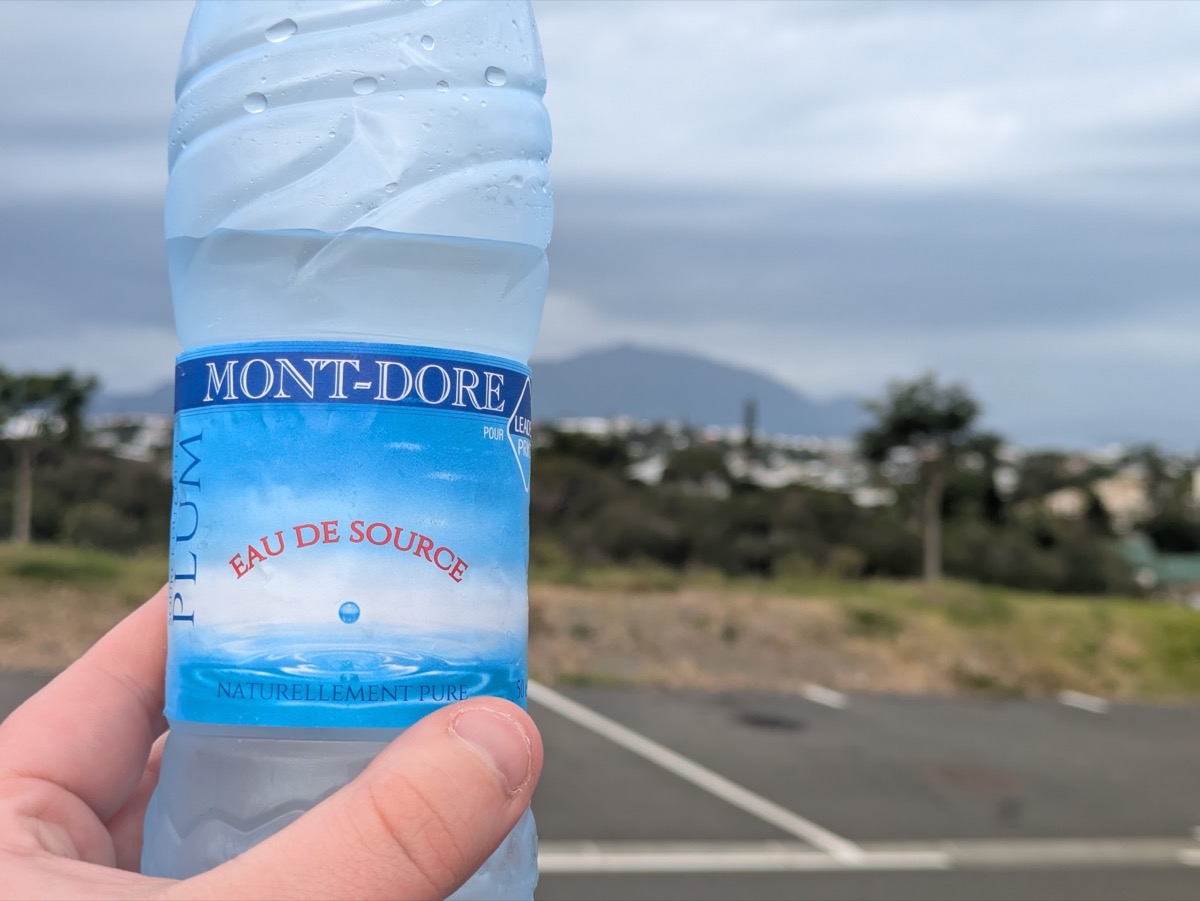 MONT-DORE
POUR
PLUM
EAU DE SOURCE
NATURELLEMENT PURE